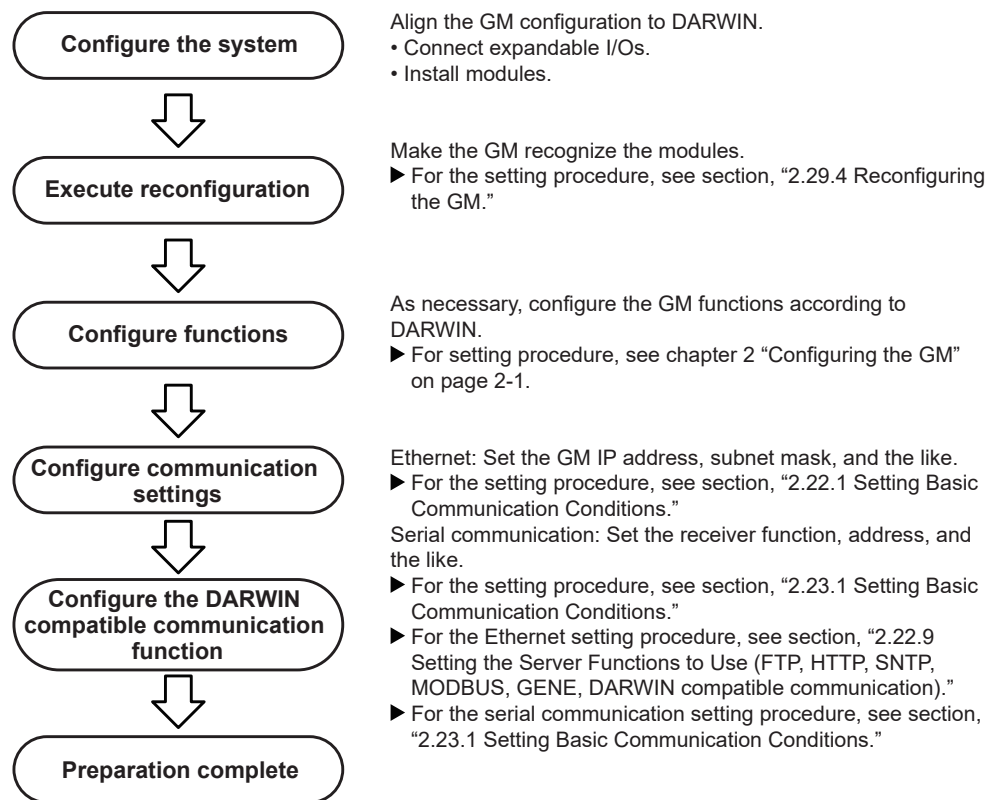 Configure the system
Align the GM configuration to DARWIN.
• Connect expandable I/Os.
• Install modules.
Execute reconfiguration
Make the GM recognize the modules.
▶ For the setting procedure, see section, “2.29.4 Reconfiguring
the GM.”
Configure functions
As necessary, configure the GM functions according to
DARWIN.
▶ For setting procedure, see chapter 2 “Configuring the GM”
on page 2-1.
Configure communication
settings
Ethernet: Set the GM IP address, subnet mask, and the like.
▶ For the setting procedure, see section, “2.22.1 Setting Basic
Communication Conditions.”
Serial communication: Set the receiver function, address, and
the like.
▶ For the setting procedure, see section, “2.23.1 Setting Basic
Communication Conditions.”
Configure the DARWIN
compatible communication
function
▶ For the Ethernet setting procedure, see section, “2.22.9
Setting the Server Functions to Use (FTP, HTTP, SNTP,
MODBUS, GENE, DARWIN compatible communication).”
▶ For the serial communication setting procedure, see section,
“2.23.1 Setting Basic Communication Conditions.”
Preparation complete